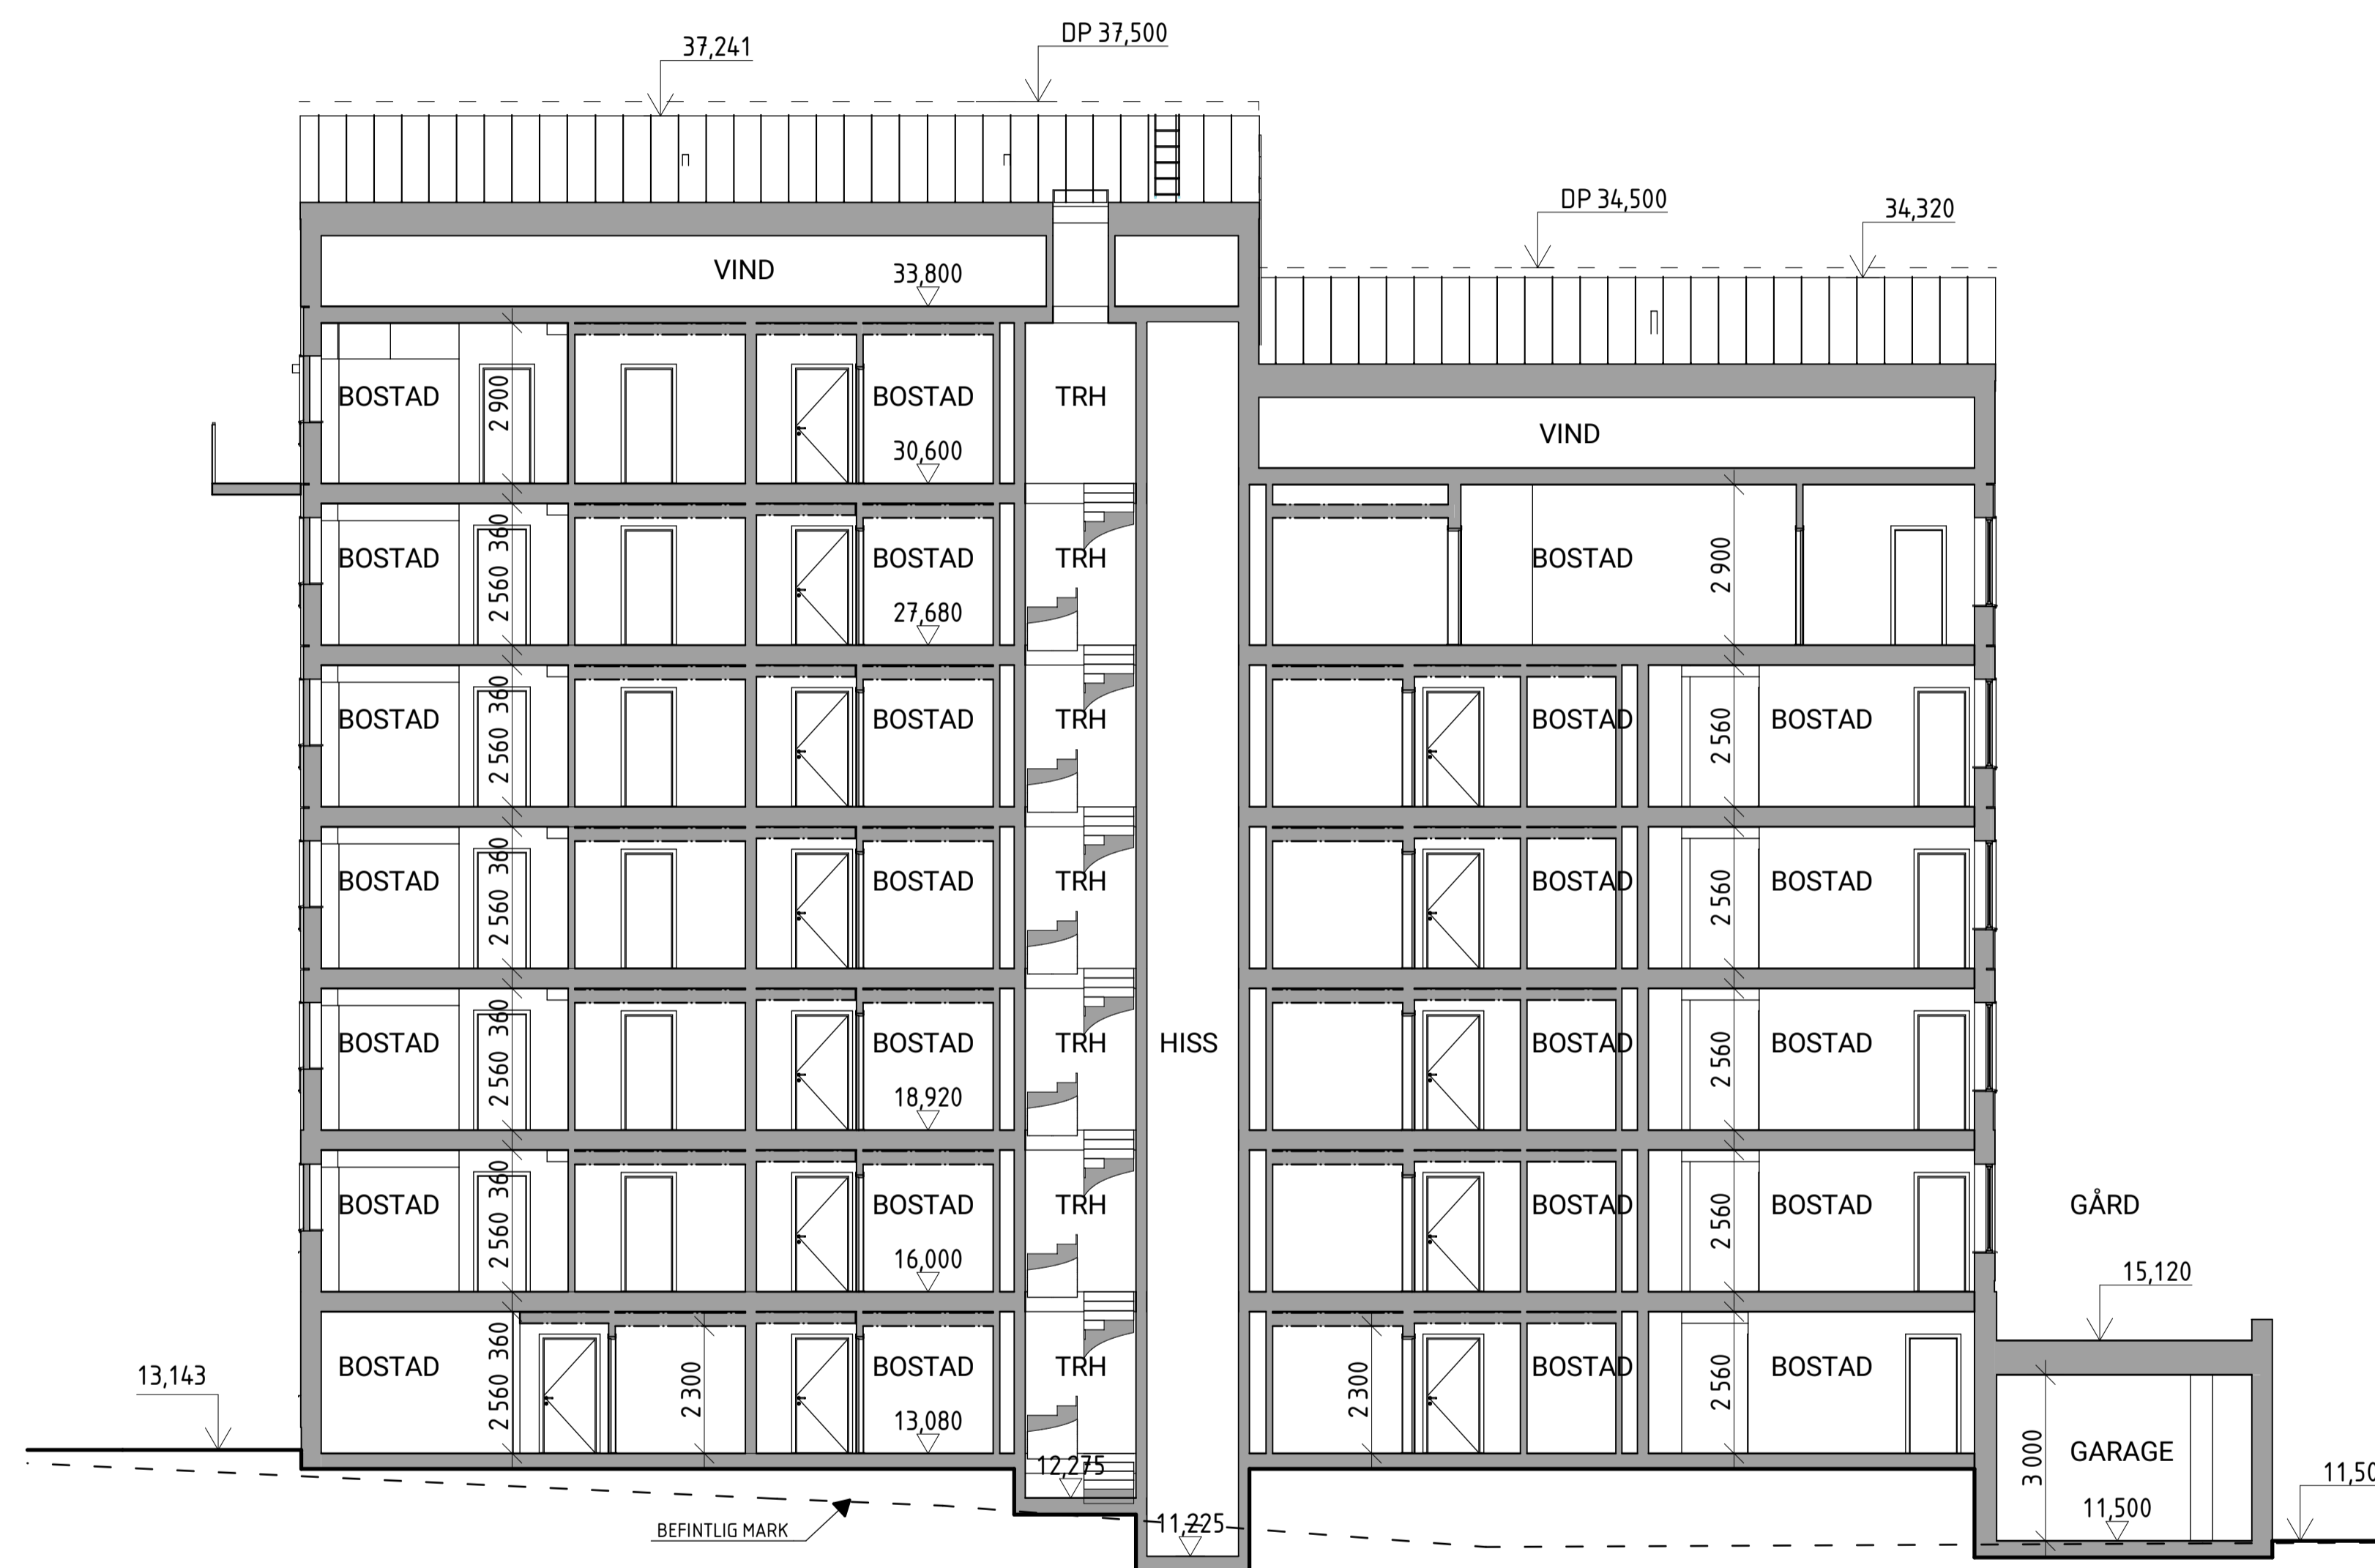 DP 37,500
37,241
DP 34,500
34,320
VIND
33,800
BOSTAD
2 900
BOSTAD
TRH
VIND
30,600
360
2 560
BOSTAD
BOSTAD
TRH
BOSTAD
2 900
27,680
360
2 560
BOSTAD
BOSTAD
TRH
BOSTAD
2 560
BOSTAD
360
2 560
BOSTAD
BOSTAD
TRH
BOSTAD
2 560
BOSTAD
360
2 560
BOSTAD
BOSTAD
TRH
HISS
BOSTAD
2 560
BOSTAD
18,920
360
2 560
BOSTAD
BOSTAD
TRH
BOSTAD
2 560
BOSTAD
GÅRD
16,000
15,120
360
2 560
BOSTAD
2 300
BOSTAD
TRH
2 300
BOSTAD
2 560
BOSTAD
13,143
13,080
3 000
GARAGE
12,275
11,50
11,500
11,225
BEFINTLIG MARK